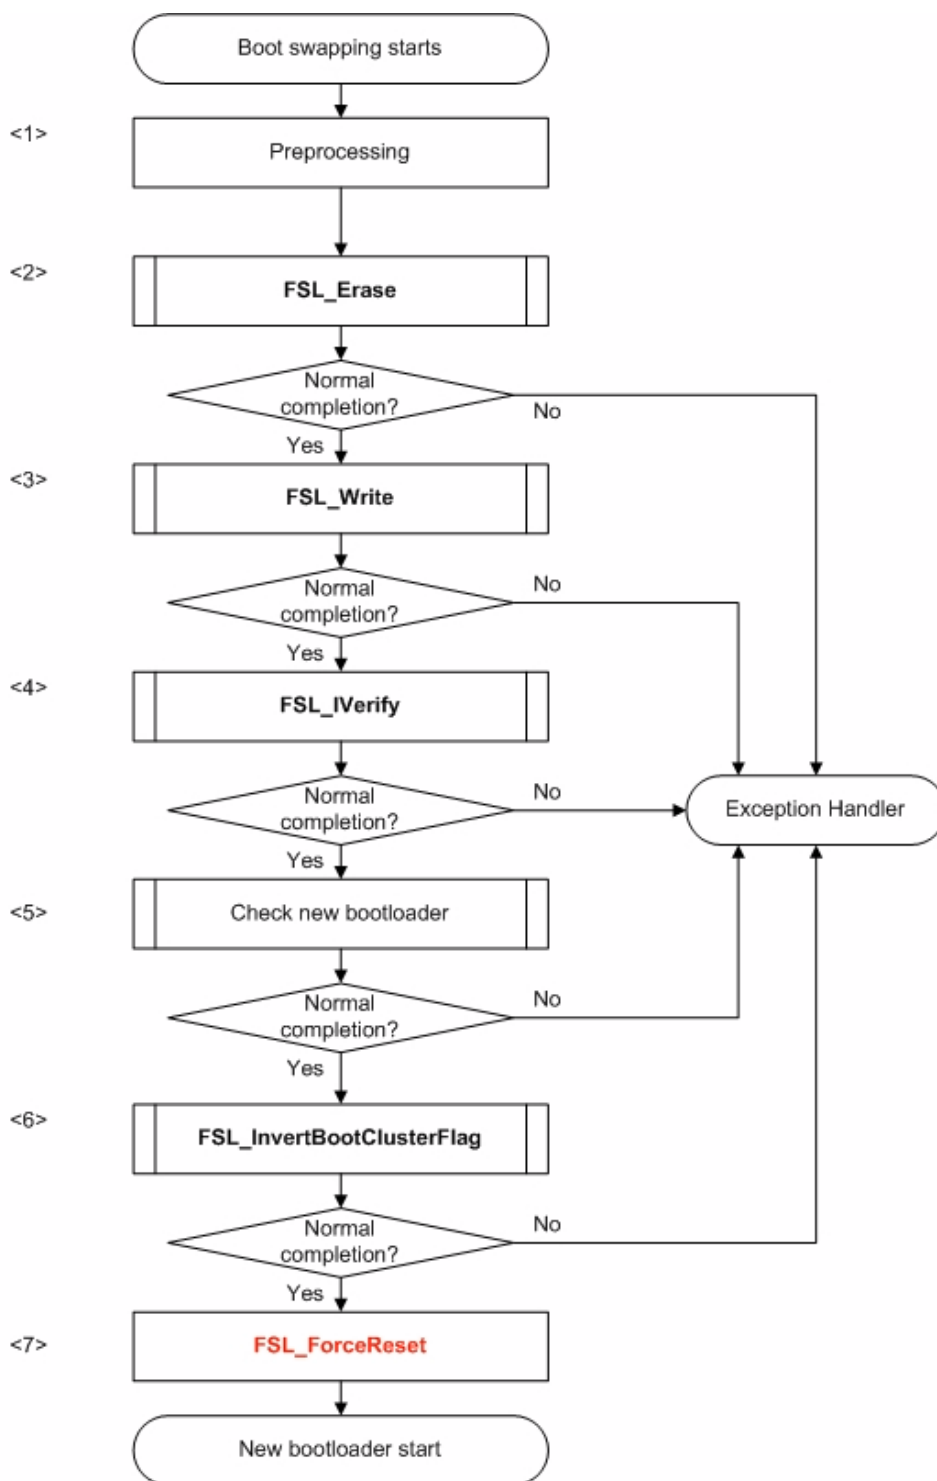 Boot swapping starts
<1>
Preprocessing
<2>
FSL_Erase
Normal
completion?
No
Yes
<3>
FSL_Write
Normal
completion?
No
Yes
<4>
FSL_IVerify
Normal
completion?
No
Exception Handler
Yes
<5>
Check new bootloader
Normal
completion?
No
Yes
<6>
FSL_InvertBootClusterFlag
Normal
completion?
No
Yes
<7>
FSL_ForceReset
New bootloader start